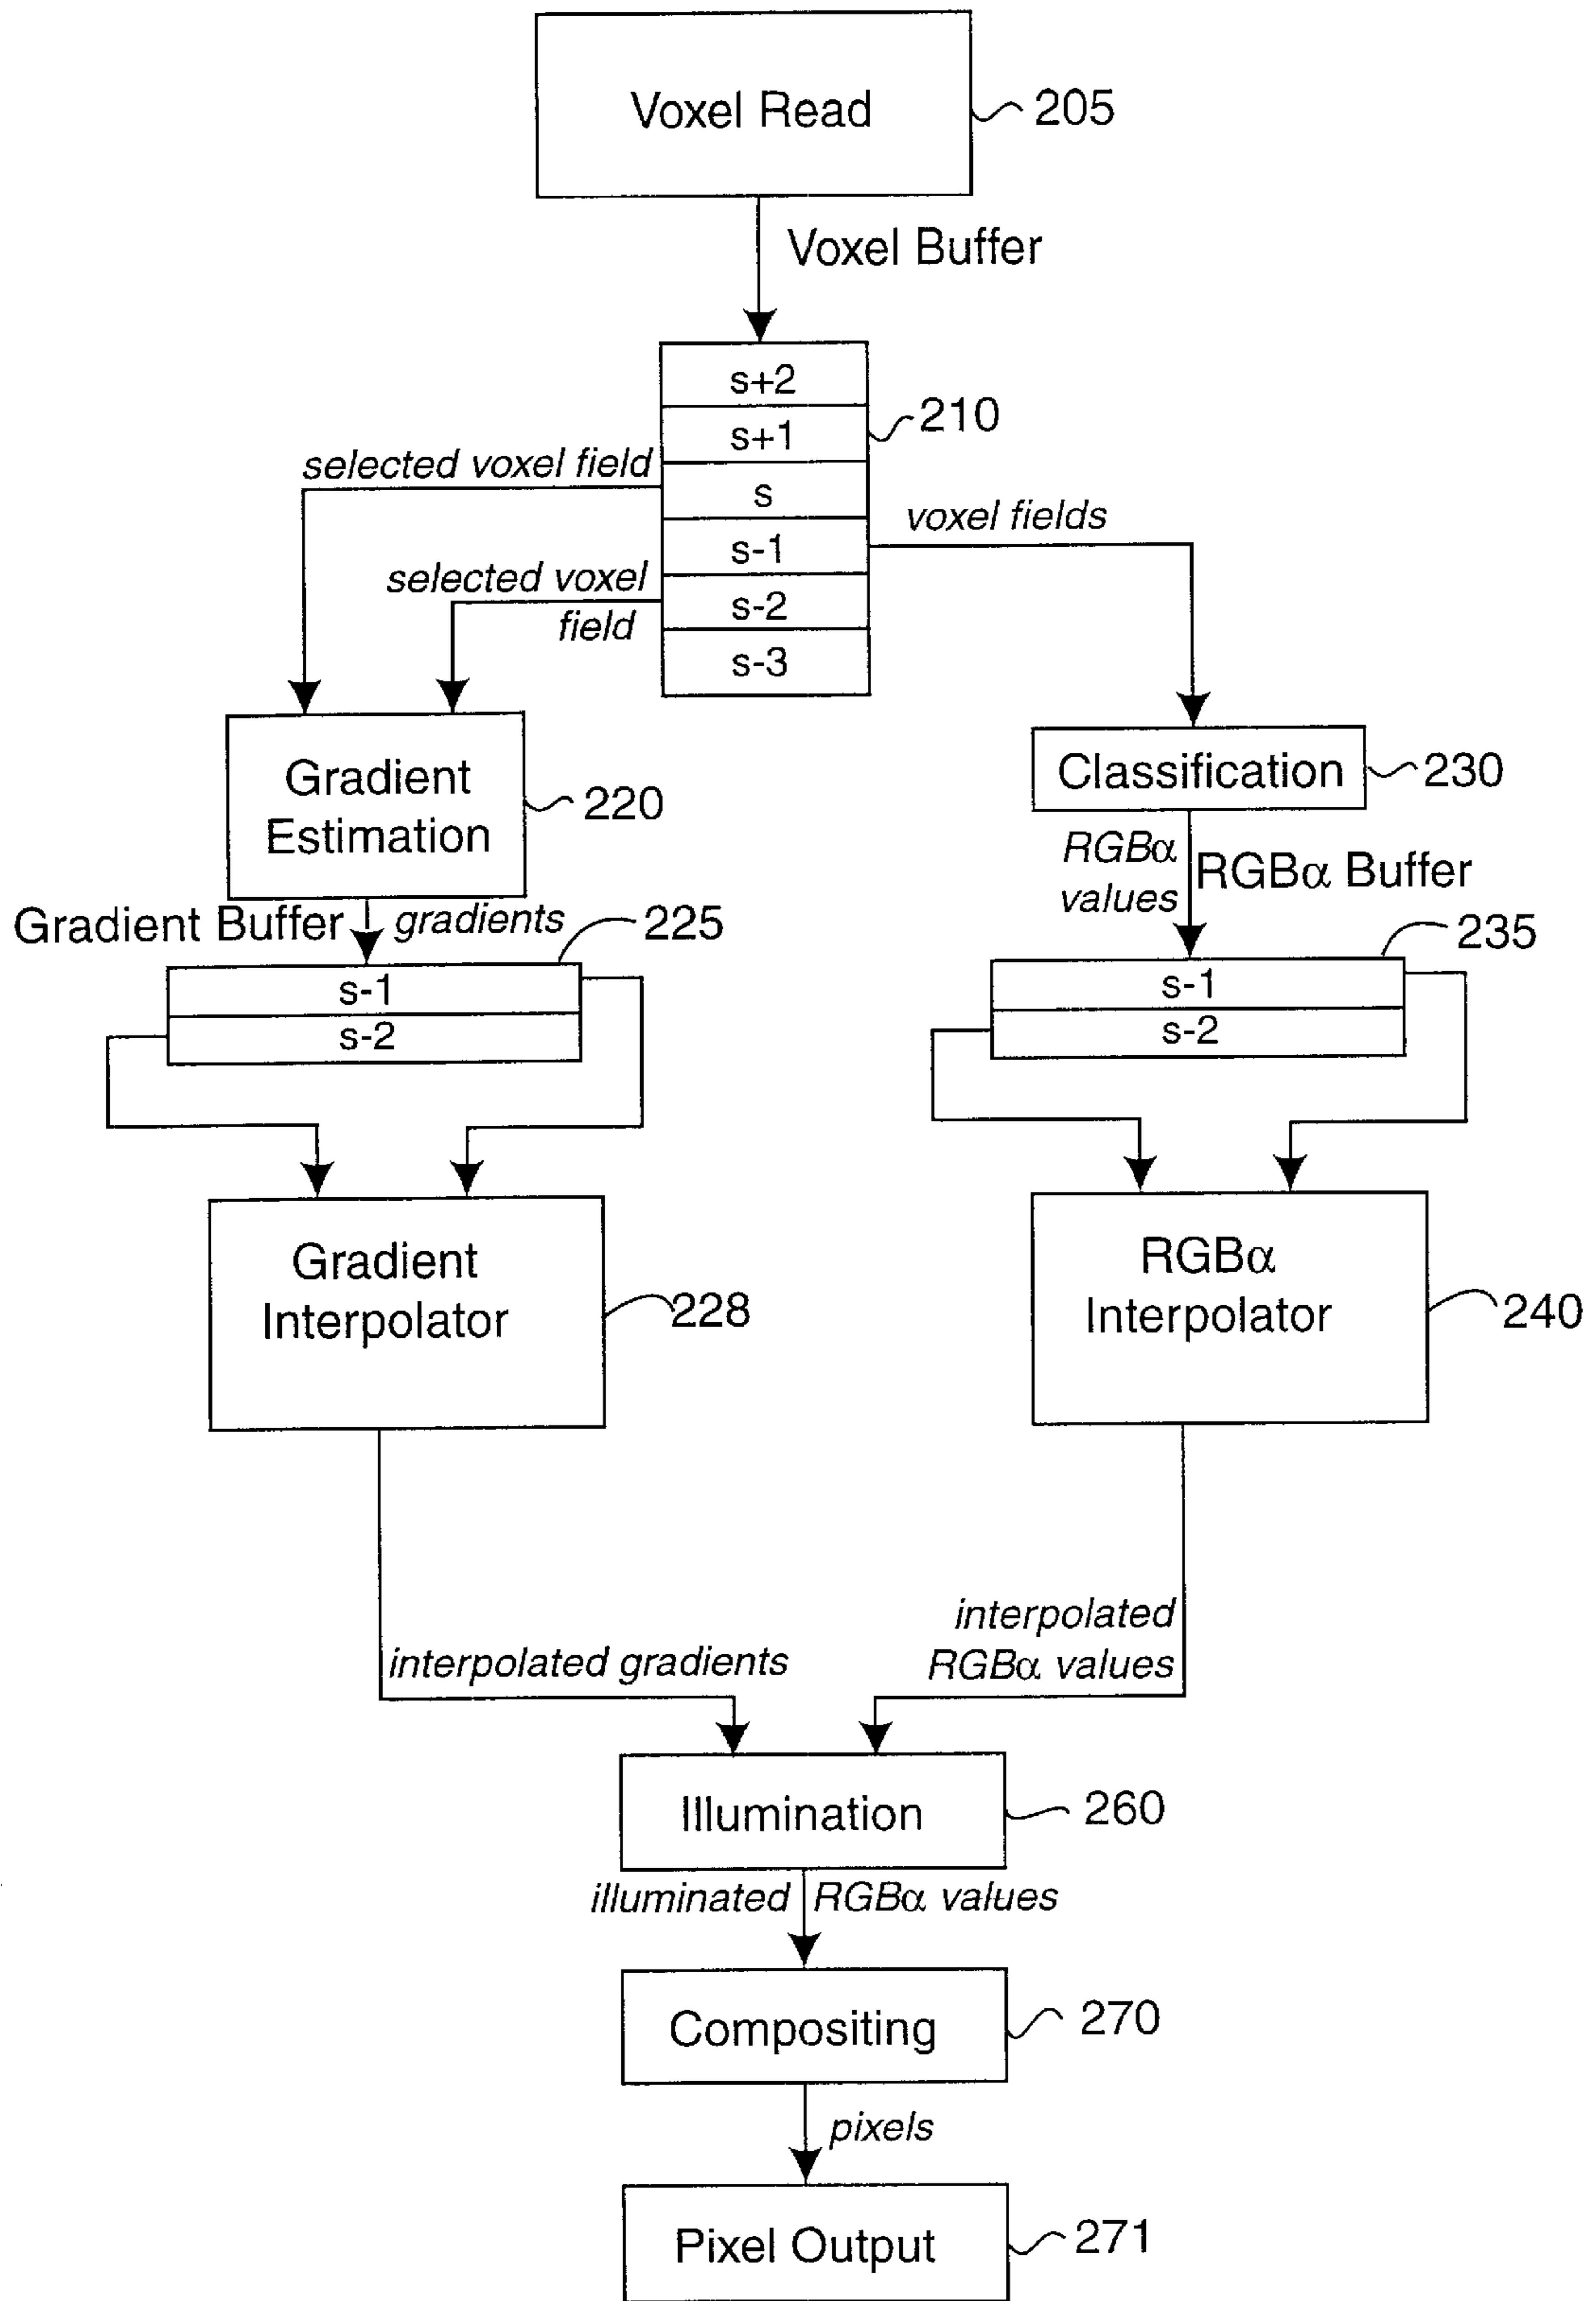 Voxel Read
205
Voxel Buffer
s+2
s+1
210
selected voxel field
s
voxel fields
s-1
selected voxel
field
s-2
s-3
Gradient
Estimation
220
Classification
230
RGBα
values
RGBα Buffer
Gradient Buffer
gradients
225
235
s-1
s-2
s-1
s-2
Gradient
Interpolator
228
RGBα
Interpolator
240
interpolated gradients
interpolated
RGBα values
Illumination
260
illuminated RGBα values
Compositing
270
pixels
Pixel Output
271